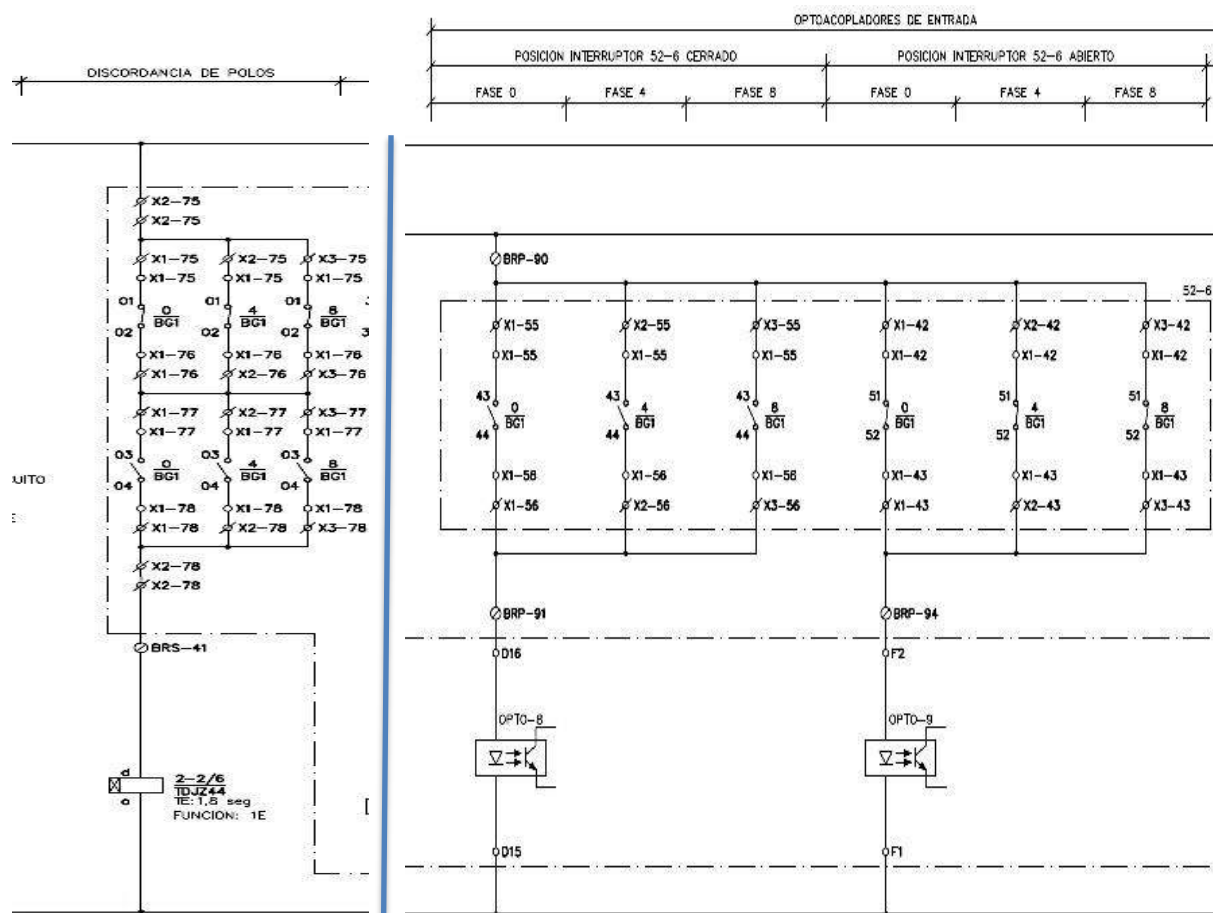 DISCORDANCIA DE POLOS
X2-75
X2-75
X1-75 X2-75 X3-75
X1-75 X1-75 X1-75
01 01 01
0 4 8
BG1 BG1 BG1
02 02 02
X1-76 X1-76 X1-76
X1-76 X2-76 X3-76
X1-77 X2-77 X3-77
X1-77 X1-77 X1-77
03 03 03
0 4 8
BG1 BG1 BG1
04 04 04
X1-78 X1-78 X1-78
X1-78 X2-78 X3-78
X2-78
X2-78
BRS-41
UITO
E
d
2-2/6
TDJZ44
TE:1,8 seg
FUNCION: 1E
OPTOACOPLADORES DE ENTRADA
POSICION INTERRUPTOR 52-6 CERRADO POSICION INTERRUPTOR 52-6 ABIERTO
FASE 0 FASE 4 FASE 8 FASE 0 FASE 4 FASE 8
BRP-90
52-6
X1-55 X2-55 X3-55 X1-42 X2-42 X3-42
X1-55 X1-55 X1-55 X1-42 X1-42 X1-42
43 43 43 51 51 51
0 4 8 0 4 8
BG1 BG1 BG1 BG1 BG1 BG1
44 44 44 52 52 52
X1-56 X1-56 X1-56 X1-43 X1-43 X1-43
X1-56 X2-56 X3-56 X1-43 X2-43 X3-43
BRP-91 BRP-94
D16 F2
OPTO-8 OPTO-9
D15 F1